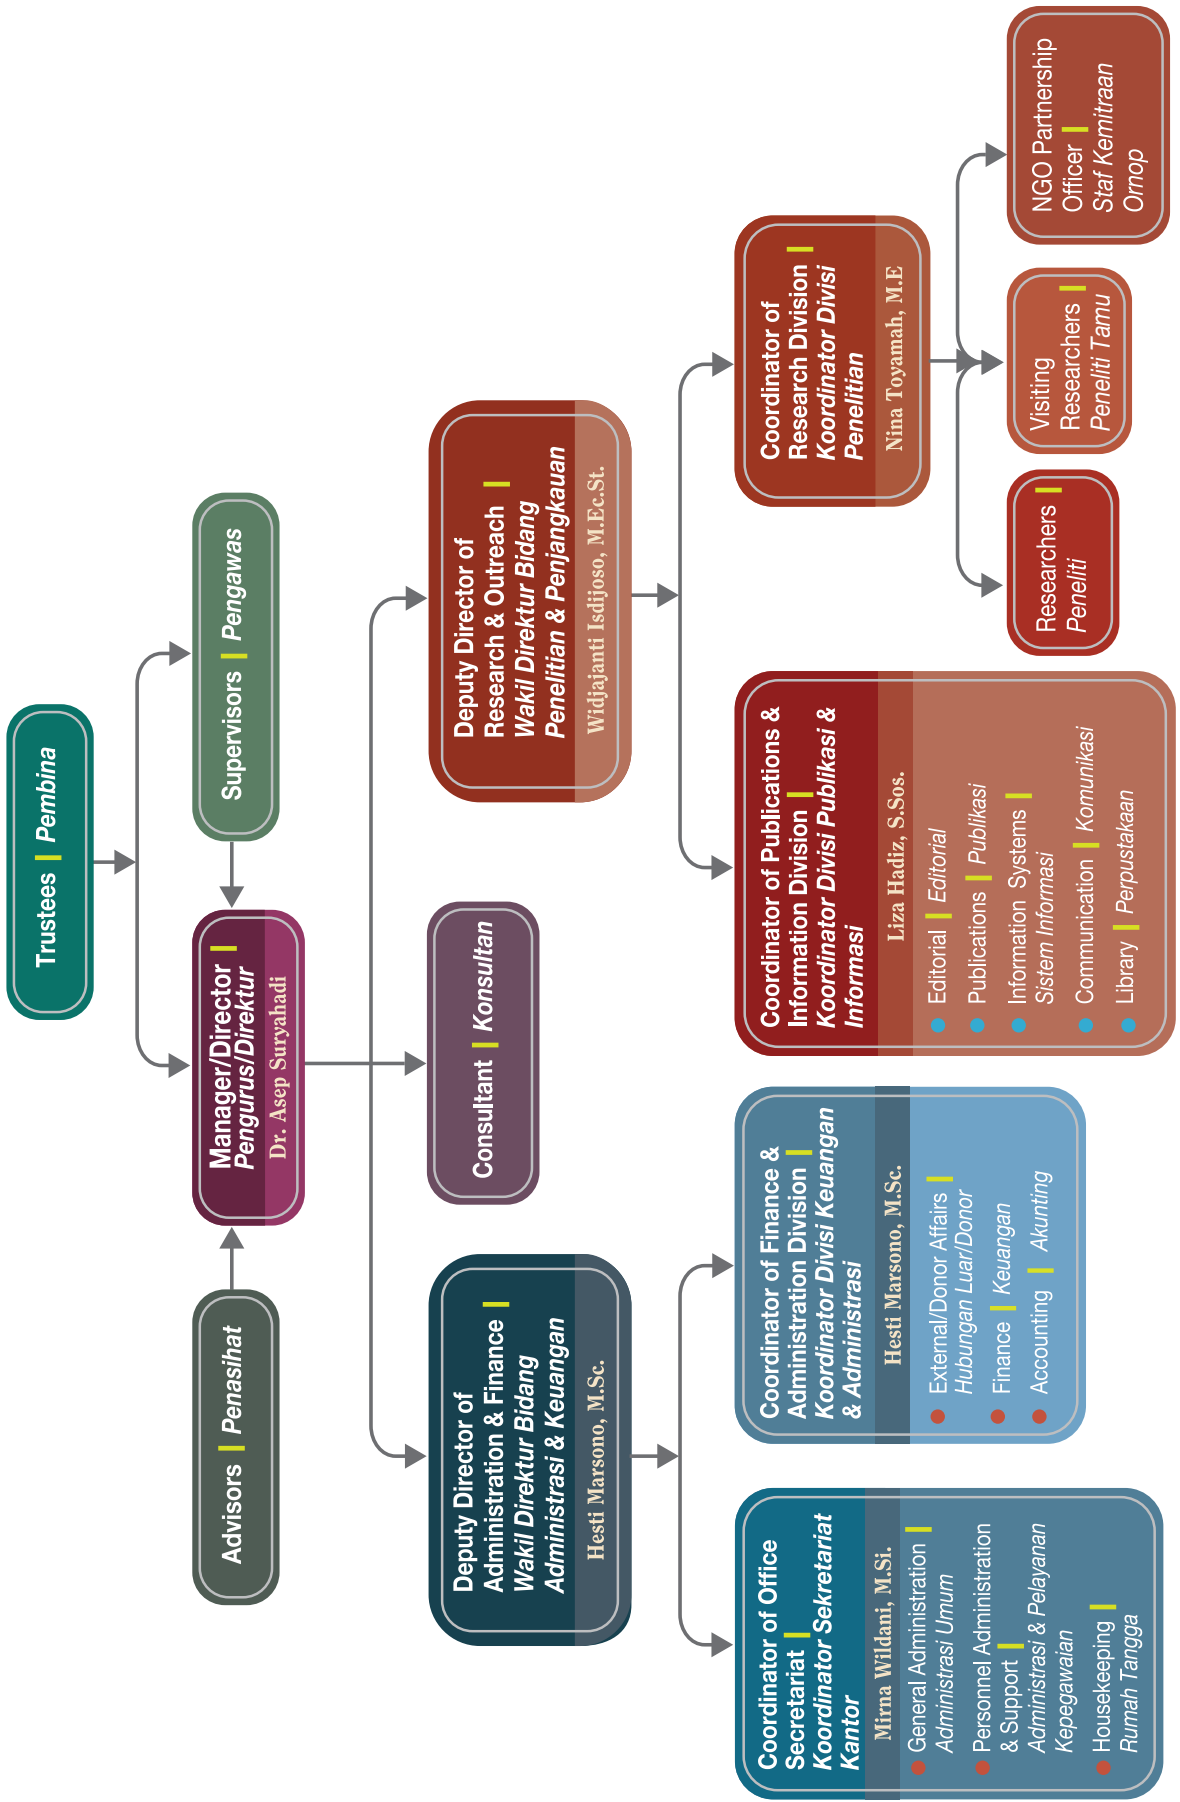 Trustees | Pembina
Advisors | Penasihat
Manager/Director |
Pengurus/Direktur
Dr. Asep Suryahadi
Supervisors | Pengawas
Deputy Director of
Administration & Finance |
Wakil Direktur Bidang
Administrasi & Keuangan
Hesti Marsono, M.Sc.
Consultant | Konsultan
Deputy Director of
Research & Outreach |
Wakil Direktur Bidang
Penelitian & Penjangkauan
Widjajanti Isdijoso, M.Ec.St.
Coordinator of Office
Secretariat |
Koordinator Sekretariat
Kantor
Mirna Wildani, M.Si.
General Administration |
Administrasi Umum
Personnel Administration
& Support |
Administrasi & Pelayanan
Kepegawaian
Housekeeping |
Rumah Tangga
Coordinator of Finance &
Administration Division |
Koordinator Divisi Keuangan
& Administrasi
Hesti Marsono, M.Sc.
External/Donor Affairs |
Hubungan Luar/Donor
Finance | Keuangan
Accounting | Akunting
Coordinator of Publications &
Information Division |
Koordinator Divisi Publikasi &
Informasi
Liza Hadiz, S.Sos.
Editorial | Editorial
Publications | Publikasi
Information Systems |
Sistem Informasi
Communication | Komunikasi
Library | Perpustakaan
Coordinator of
Research Division |
Koordinator Divisi
Penelitian
Nina Toyamah, M.E
Researchers |
Peneliti
Visiting
Researchers |
Peneliti Tamu
NGO Partnership
Officer |
Staf Kemitraan
Ornop